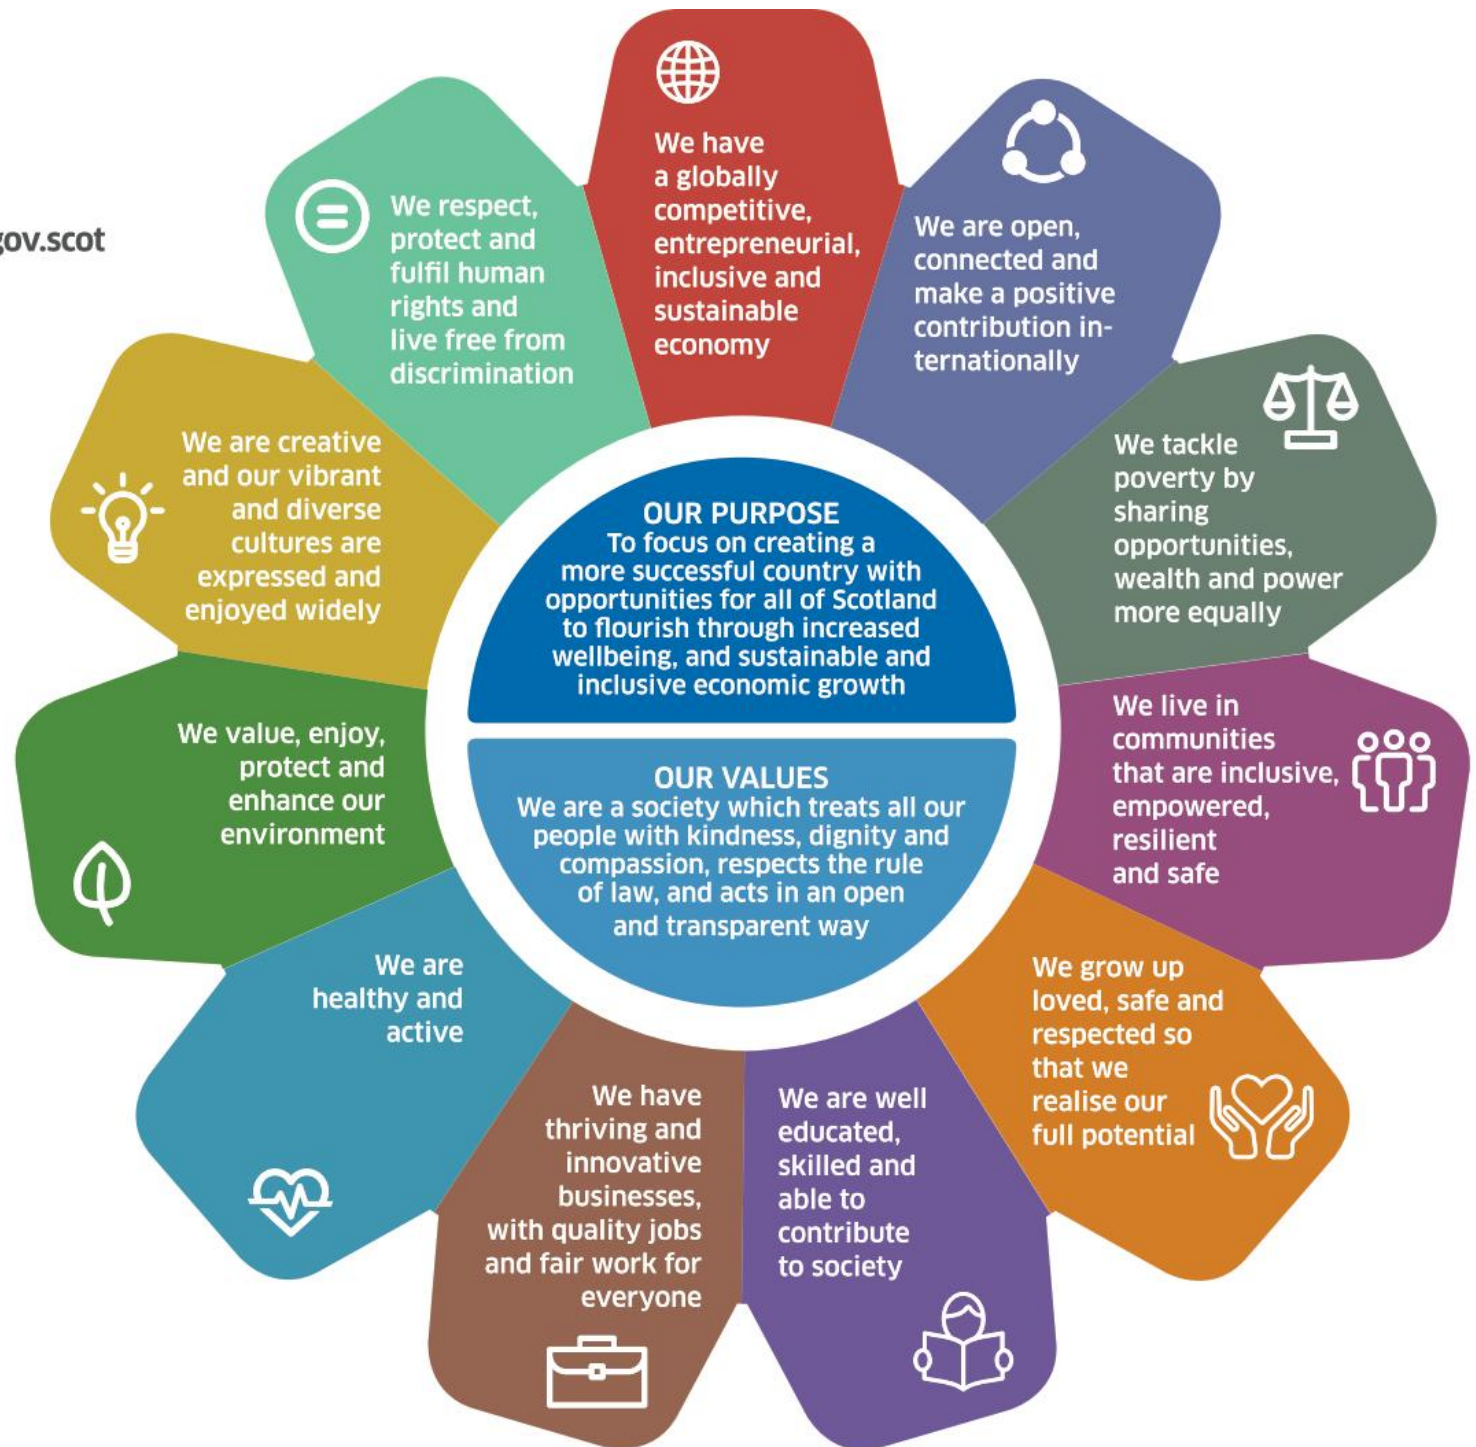 gov.scot
We have
a globally
competitive,
entrepreneurial,
inclusive and
sustainable
economy
We are open,
connected and
make a positive
contribution in-
ternationally
We tackle
poverty by
sharing
opportunities,
wealth and power
more equally
We live in
communities
that are inclusive,
empowered,
resilient
and safe
We grow up
loved, safe and
respected so
that we
realise our
full potential
We are well
educated,
skilled and
able to
contribute
to society
We have
thriving and
innovative
businesses,
with quality jobs
and fair work for
everyone
We are
healthy and
active
We value, enjoy,
protect and
enhance our
environment
We are creative
and our vibrant
and diverse
cultures are
expressed and
enjoyed widely
We respect,
protect and
fulfil human
rights and
live free from
discrimination
OUR PURPOSE
To focus on creating a
more successful country with
opportunities for all of Scotland
to flourish through increased
wellbeing, and sustainable and
inclusive economic growth
OUR VALUES
We are a society which treats all our
people with kindness, dignity and
compassion, respects the rule
of law, and acts in an open
and transparent way